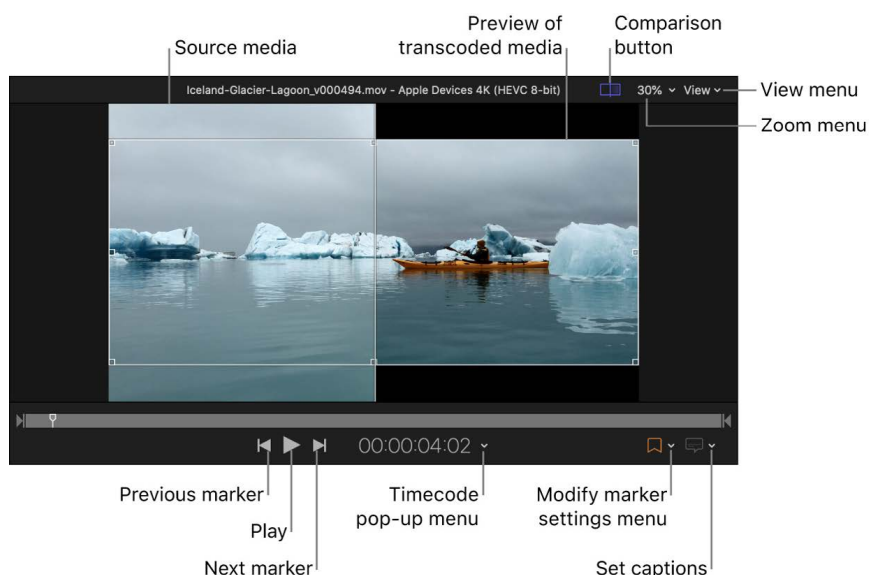 Source media
Preview of
transcoded media
Comparison
button
Iceland-Glacier-Lagoon_v000494.mov - Apple Devices 4K (HEVC 8-bit)
30%
View
View menu
Zoom menu
00:00:04:02
Previous marker
Play
Next marker
Timecode
pop-up menu
Modify marker
settings menu
Set captions